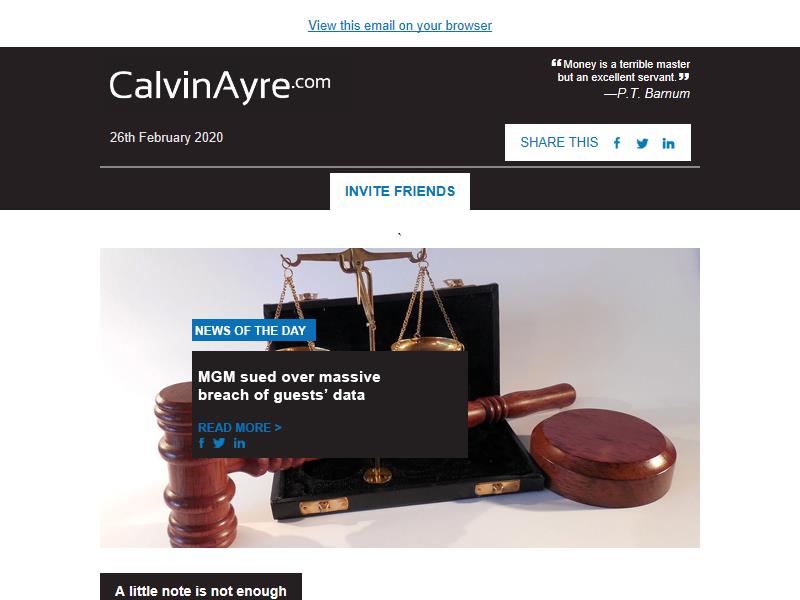 View this email on your browser
CalvinAyre.com
“Money is a terrible master
but an excellent servant.”
—P.T. Barnum
26th February 2020
SHARE THIS
INVITE FRIENDS
`
NEWS OF THE DAY
MGM sued over massive
breach of guests’ data
READ MORE >
A little note is not enough